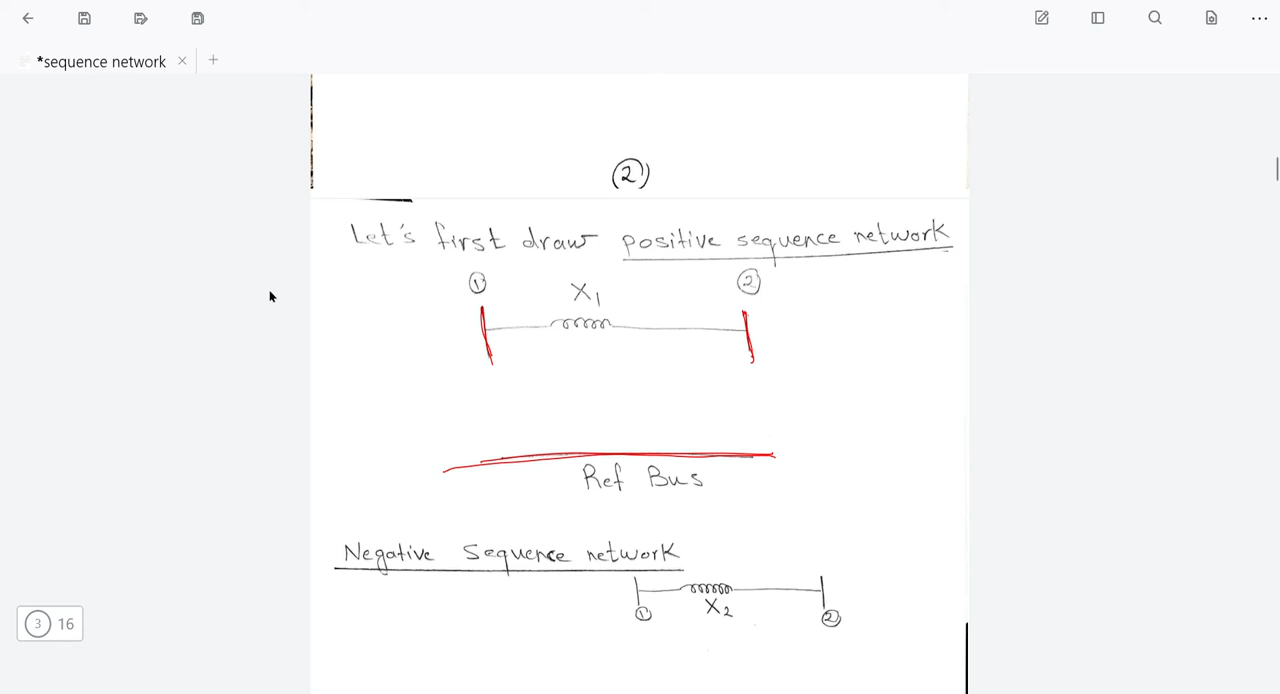 *sequence network
(2)
Let's first draw positive sequence network
1 X1 2
Ref Bus
Negative Sequence network
X2
1 2
3 16